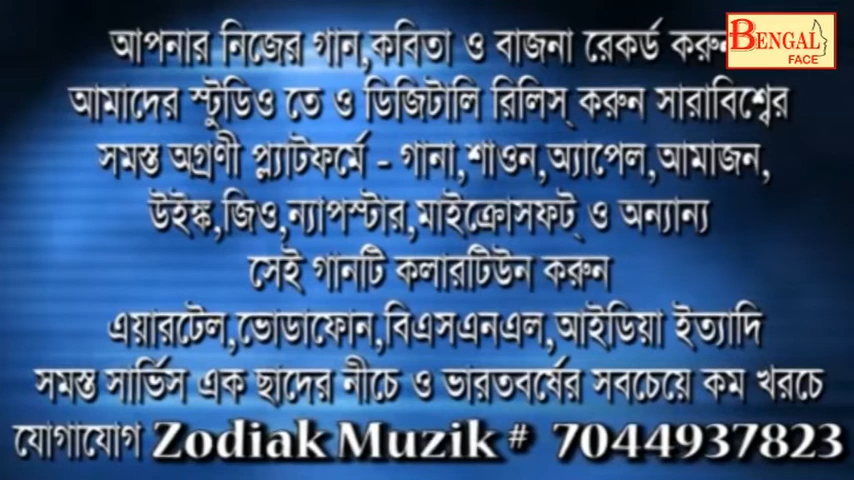 আপনার নিজের গান,কবিতা ও বাজনা রেকর্ড করুন
BENGAL
FACE
আমাদের স্টুডিও তে ও ডিজিটালি রিলিস্ করুন সারাবিশ্বের
সমস্ত অগ্রণী প্ল্যাটফর্মে - গানা,শাওন,অ্যাপেল,আমাজন,
উইঙ্ক,জিও,ন্যাপস্টার,মাইক্রোসফট্ ও অন্যান্য
সেই গানটি কলারটিউন করুন
এয়ারটেল,ভোডাফোন,বিএসএনএল,আইডিয়া ইত্যাদি
সমস্ত সার্ভিস এক ছাদের নীচে ও ভারতবর্ষের সবচেয়ে কম খরচে
যোগাযোগ Zodiak Muzik # 7044937823